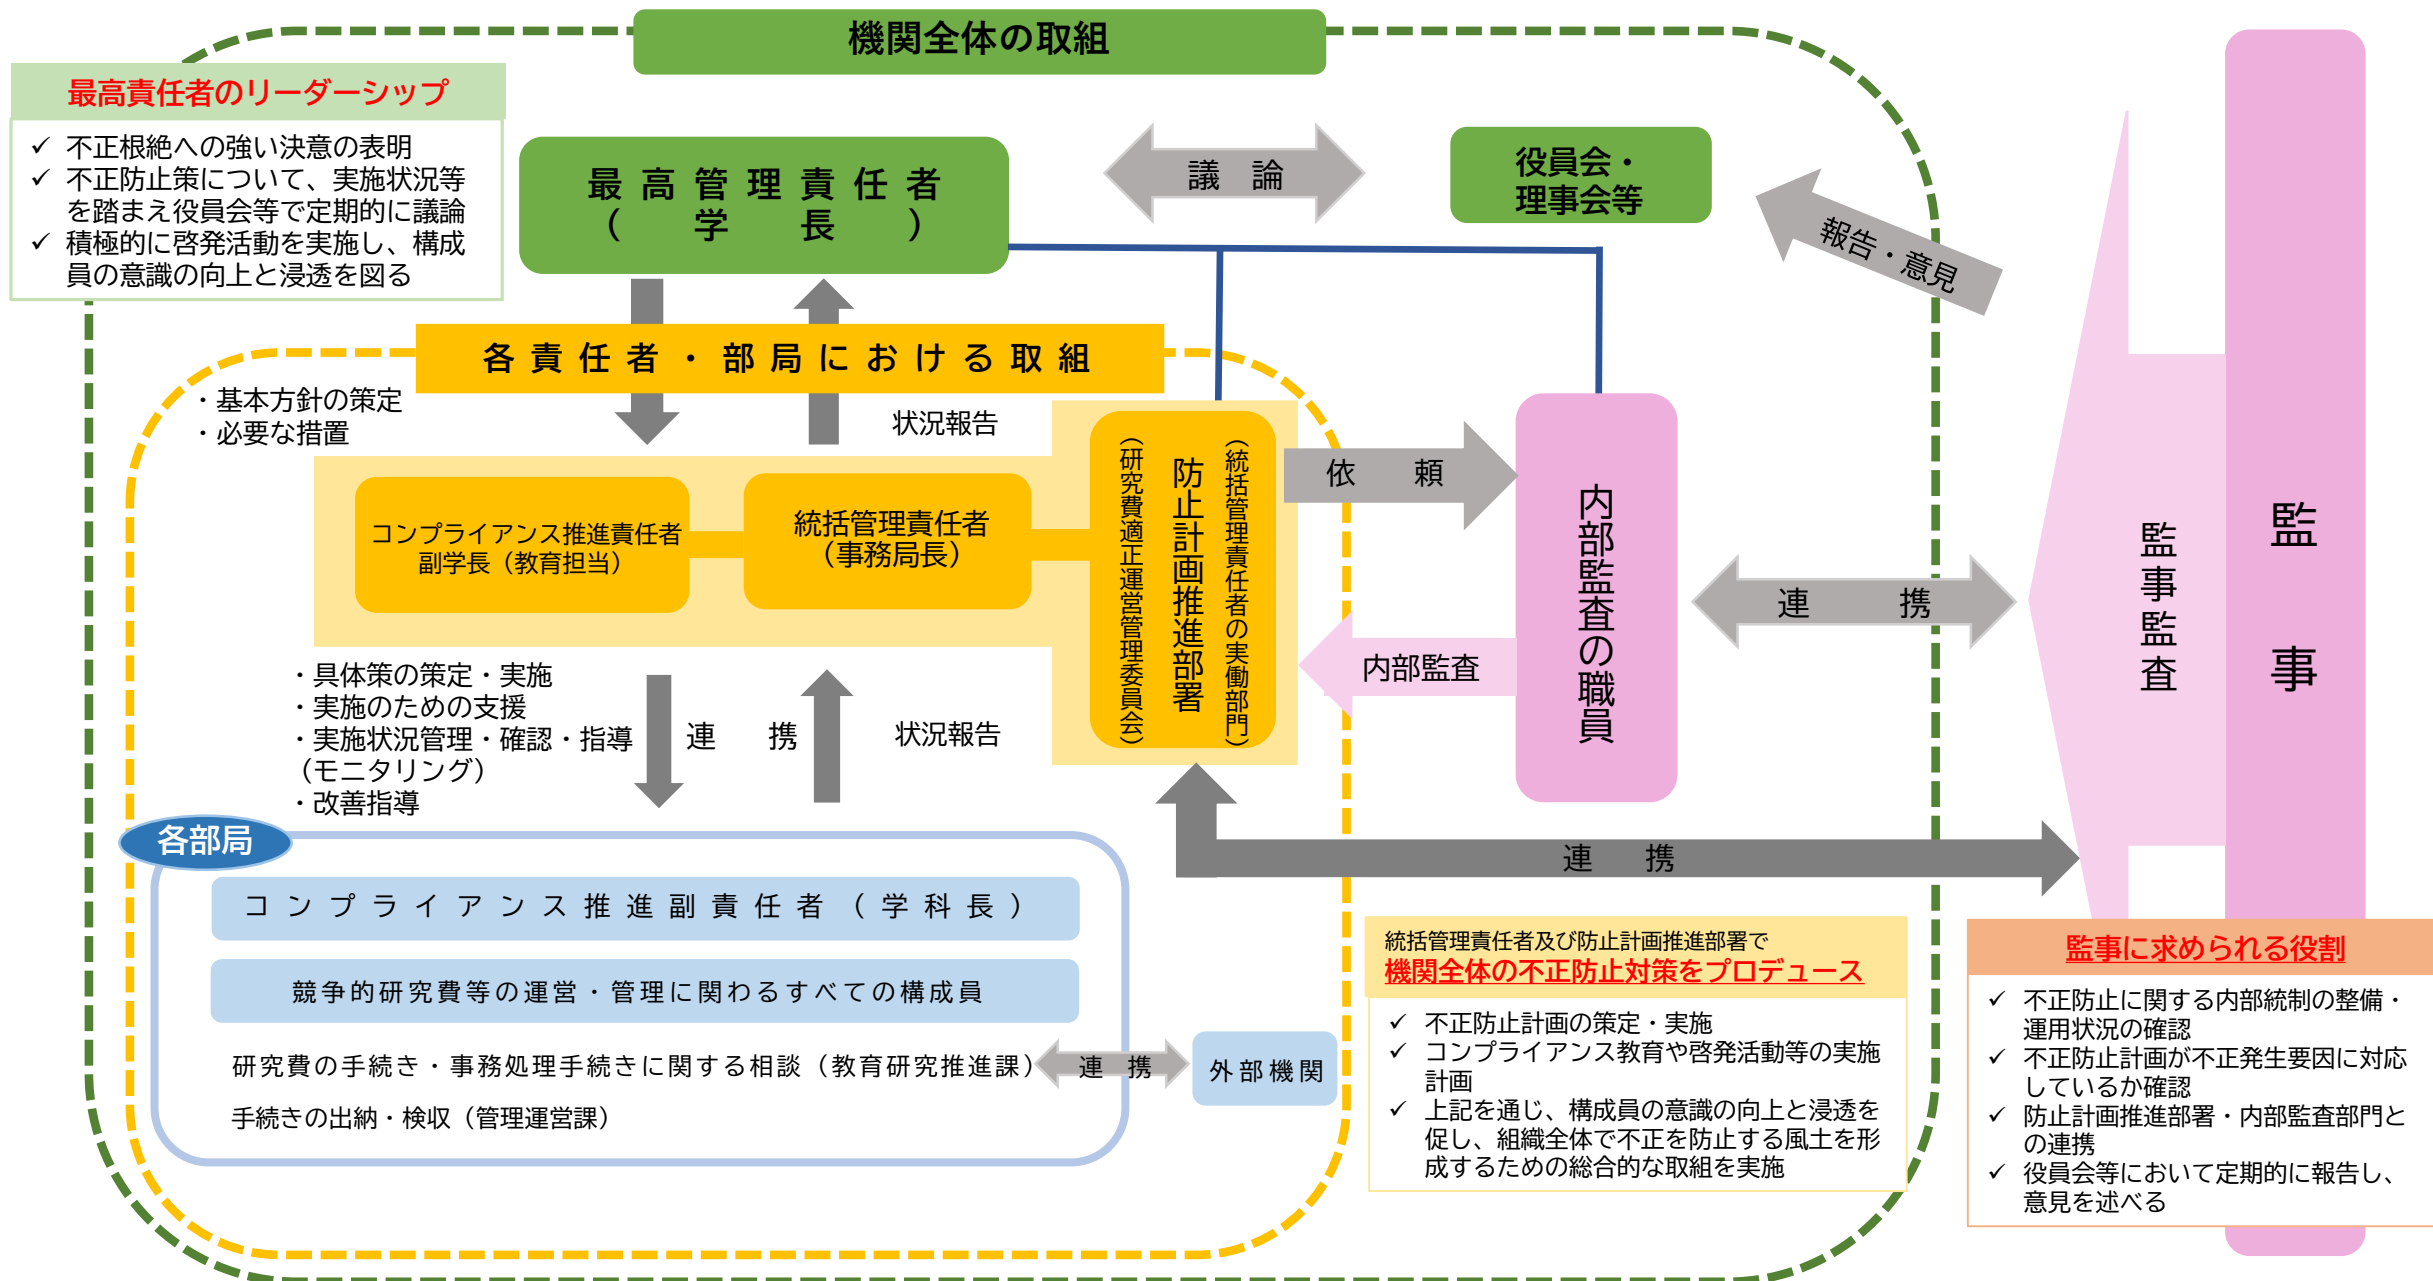 機関全体の取組
最高責任者のリーダーシップ
✓ 不正根絶への強い決意の表明
✓ 不正防止策について、実施状況等
を踏まえ役員会等で定期的に議論
✓ 積極的に啓発活動を実施し、構成
員の意識の向上と浸透を図る
最高管理責任者
（学長）
議論
役員会・
理事会等
報告・意見
各責任者・部局における取組
・基本方針の策定
・必要な措置
状況報告
コンプライアンス推進責任者
副学長（教育担当）
統括管理責任者
（事務局長）
（統括管理責任者の実働部門）
防止計画推進部署
（研究費適正運営管理委員会）
依頼
内部監査の職員
内部監査
連携
監事監査
監事
・具体策の策定・実施
・実施のための支援
・実施状況管理・確認・指導
（モニタリング）
・改善指導
連携
状況報告
連携
各部局
コンプライアンス推進副責任者（学科長）
競争的研究費等の運営・管理に関わるすべての構成員
研究費の手続き・事務処理手続きに関する相談（教育研究推進課）
連携
外部機関
手続きの出納・検収（管理運営課）
統括管理責任者及び防止計画推進部署で
機関全体の不正防止対策をプロデュース
✓ 不正防止計画の策定・実施
✓ コンプライアンス教育や啓発活動等の実施
計画
✓ 上記を通じ、構成員の意識の向上と浸透を
促し、組織全体で不正を防止する風土を形
成するための総合的な取組を実施
監事に求められる役割
✓ 不正防止に関する内部統制の整備・
運用状況の確認
✓ 不正防止計画が不正発生要因に対応
しているか確認
✓ 防止計画推進部署・内部監査部門と
の連携
✓ 役員会等において定期的に報告し、
意見を述べる